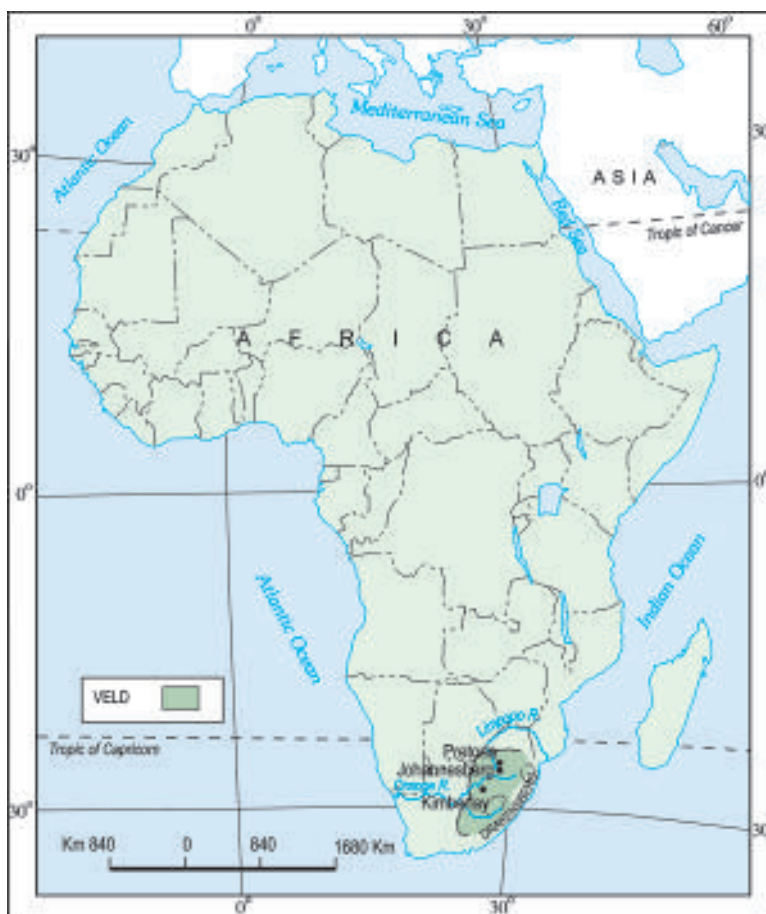 0° 30° 60°
Mediterranean Sea
Atlantic Ocean
30° 30
ASIA
Red Sea
Tropic of Cancer
AFRICA
0° 0°
Indian Ocean
Atlantic Ocean
VELD
Limpopo R.
Tropic of Capricorn
Pretoria
Johannesberg
Orange R.
Kimberley
30° 30
Km 840 0 840 1680 Km
0° 30°